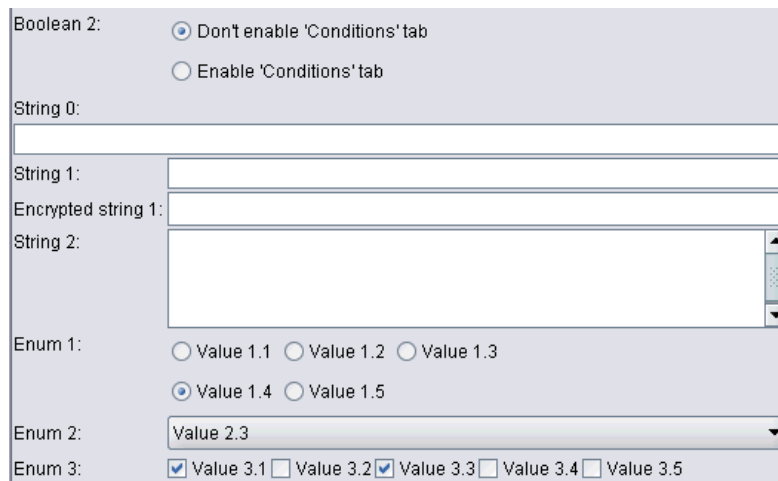 Boolean 2: Don't enable 'Conditions' tab
Enable 'Conditions' tab
String 0:
String 1:
Encrypted string 1:
String 2:
Enum 1: Value 1.1 Value 1.2 Value 1.3
Value 1.4 Value 1.5
Enum 2: Value 2.3
Enum 3: Value 3.1 Value 3.2 Value 3.3 Value 3.4 Value 3.5